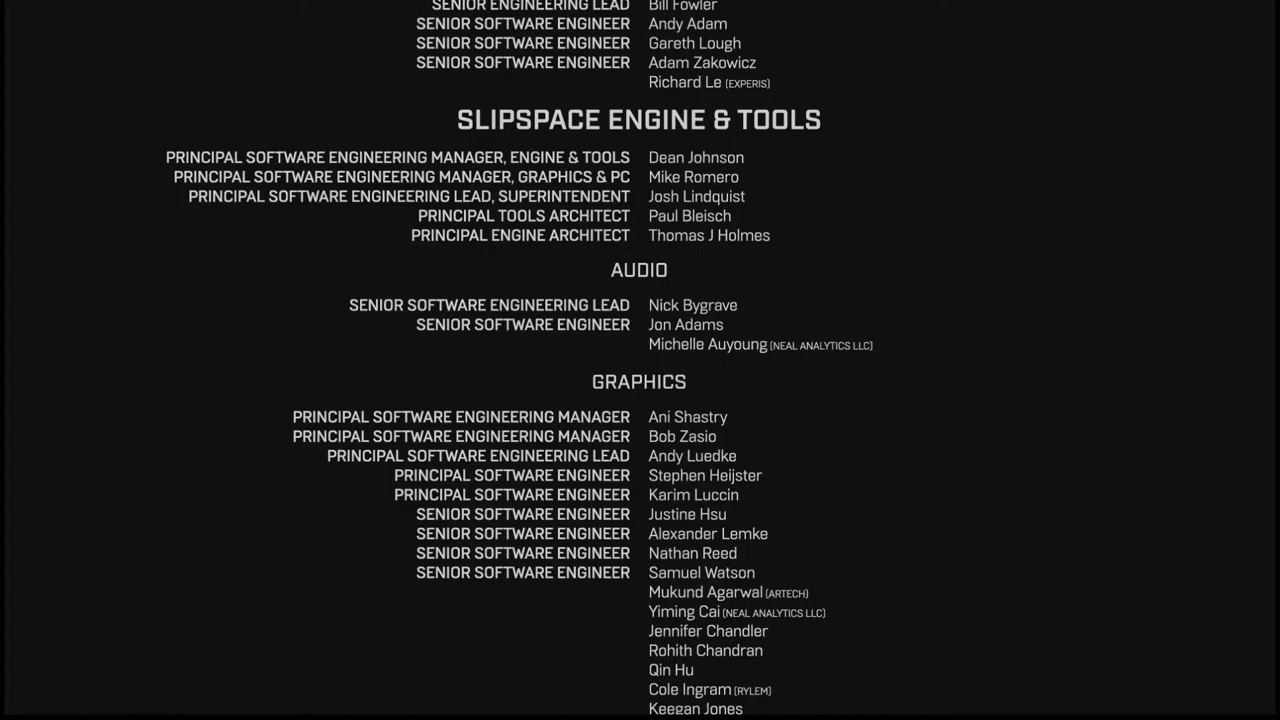 SENIOR ENGINEERING LEAD Bill Fowler
SENIOR SOFTWARE ENGINEER Andy Adam
SENIOR SOFTWARE ENGINEER Gareth Lough
SENIOR SOFTWARE ENGINEER Adam Zakowicz
Richard Le (EXPERIS)
SLIPSPACE ENGINE & TOOLS
PRINCIPAL SOFTWARE ENGINEERING MANAGER, ENGINE & TOOLS Dean Johnson
PRINCIPAL SOFTWARE ENGINEERING MANAGER, GRAPHICS & PC Mike Romero
PRINCIPAL SOFTWARE ENGINEERING LEAD, SUPERINTENDENT Josh Lindquist
PRINCIPAL TOOLS ARCHITECT Paul Bleisch
PRINCIPAL ENGINE ARCHITECT Thomas J Holmes
AUDIO
SENIOR SOFTWARE ENGINEERING LEAD Nick Bygrave
SENIOR SOFTWARE ENGINEER Jon Adams
Michelle Auyoung (NEAL ANALYTICS LLC)
GRAPHICS
PRINCIPAL SOFTWARE ENGINEERING MANAGER Ani Shastry
PRINCIPAL SOFTWARE ENGINEERING MANAGER Bob Zasio
PRINCIPAL SOFTWARE ENGINEERING LEAD Andy Luedke
PRINCIPAL SOFTWARE ENGINEER Stephen Heijster
PRINCIPAL SOFTWARE ENGINEER Karim Luccin
SENIOR SOFTWARE ENGINEER Justine Hsu
SENIOR SOFTWARE ENGINEER Alexander Lemke
SENIOR SOFTWARE ENGINEER Nathan Reed
SENIOR SOFTWARE ENGINEER Samuel Watson
Mukund Agarwal (ARTECH)
Yiming Cai (NEAL ANALYTICS LLC)
Jennifer Chandler
Rohith Chandran
Qin Hu
Cole Ingram (RYLEM)
Keegan Jones